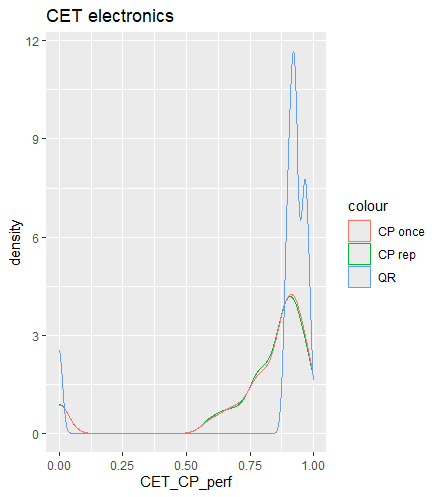 CET electronics
12
9
6
3
0
density
0.00 0.25 0.50 0.75 1.00
CET_CP_perf
colour
CP once
CP rep
QR